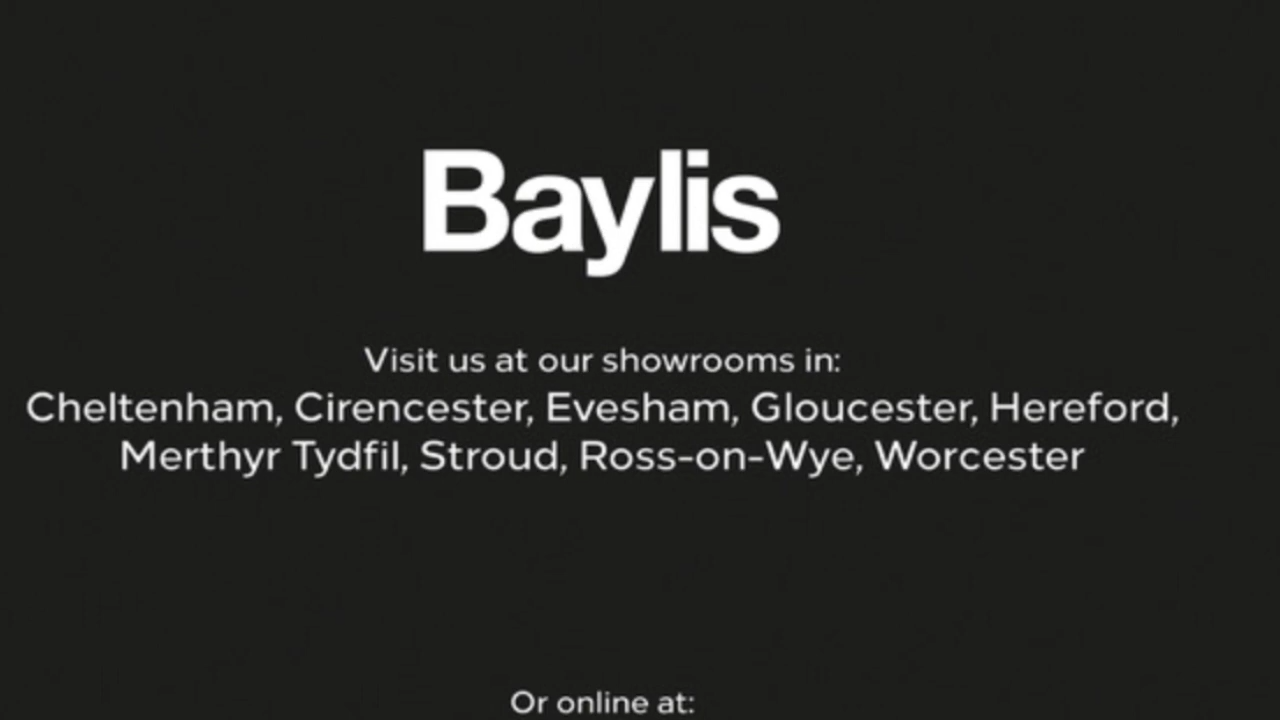 Baylis
Visit us at our showrooms in:
Cheltenham, Cirencester, Evesham, Gloucester, Hereford,
Merthyr Tydfil, Stroud, Ross-on-Wye, Worcester
Or online at: